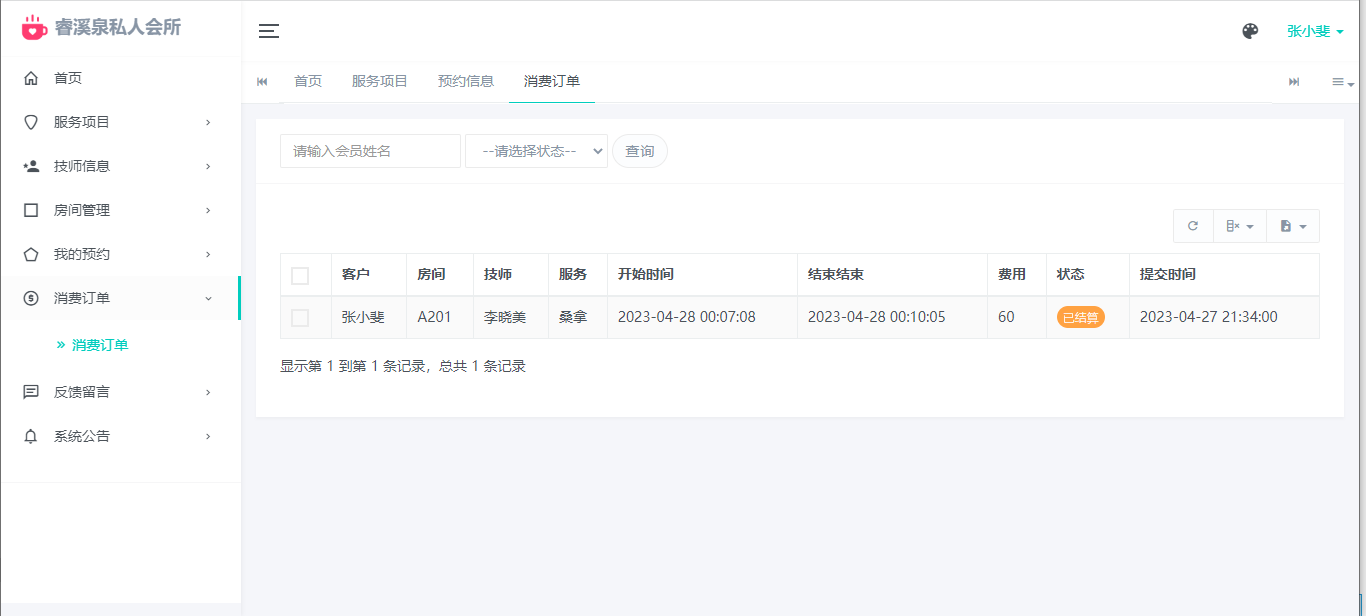 睿溪泉私人会所
张小斐
首页
服务项目
技师信息
房间管理
我的预约
消费订单
» 消费订单
反馈留言
系统公告
首页 服务项目 预约信息 消费订单
请输入会员姓名 --请选择状态-- 查询
客户 房间 技师 服务 开始时间 结束结束 费用 状态 提交时间
张小斐 A201 李晓美 桑拿 2023-04-28 00:07:08 2023-04-28 00:10:05 60 已结算 2023-04-27 21:34:00
显示第 1 到第 1 条记录，总共 1 条记录